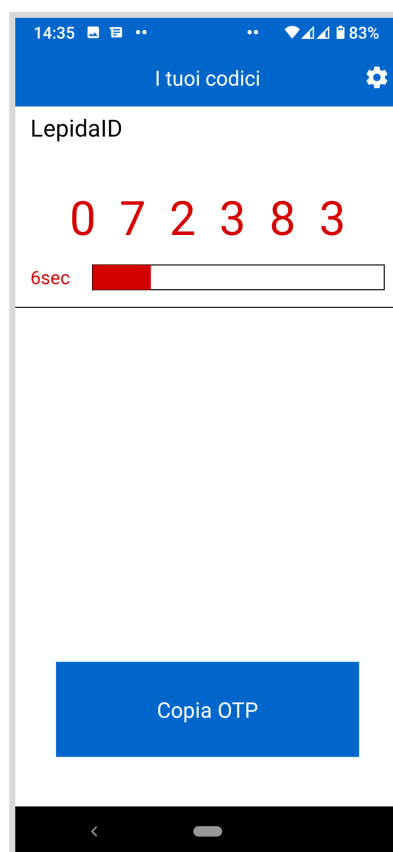 14:35 83%
I tuoi codici
LepidaID
0 7 2 3 8 3
6sec
Copia OTP